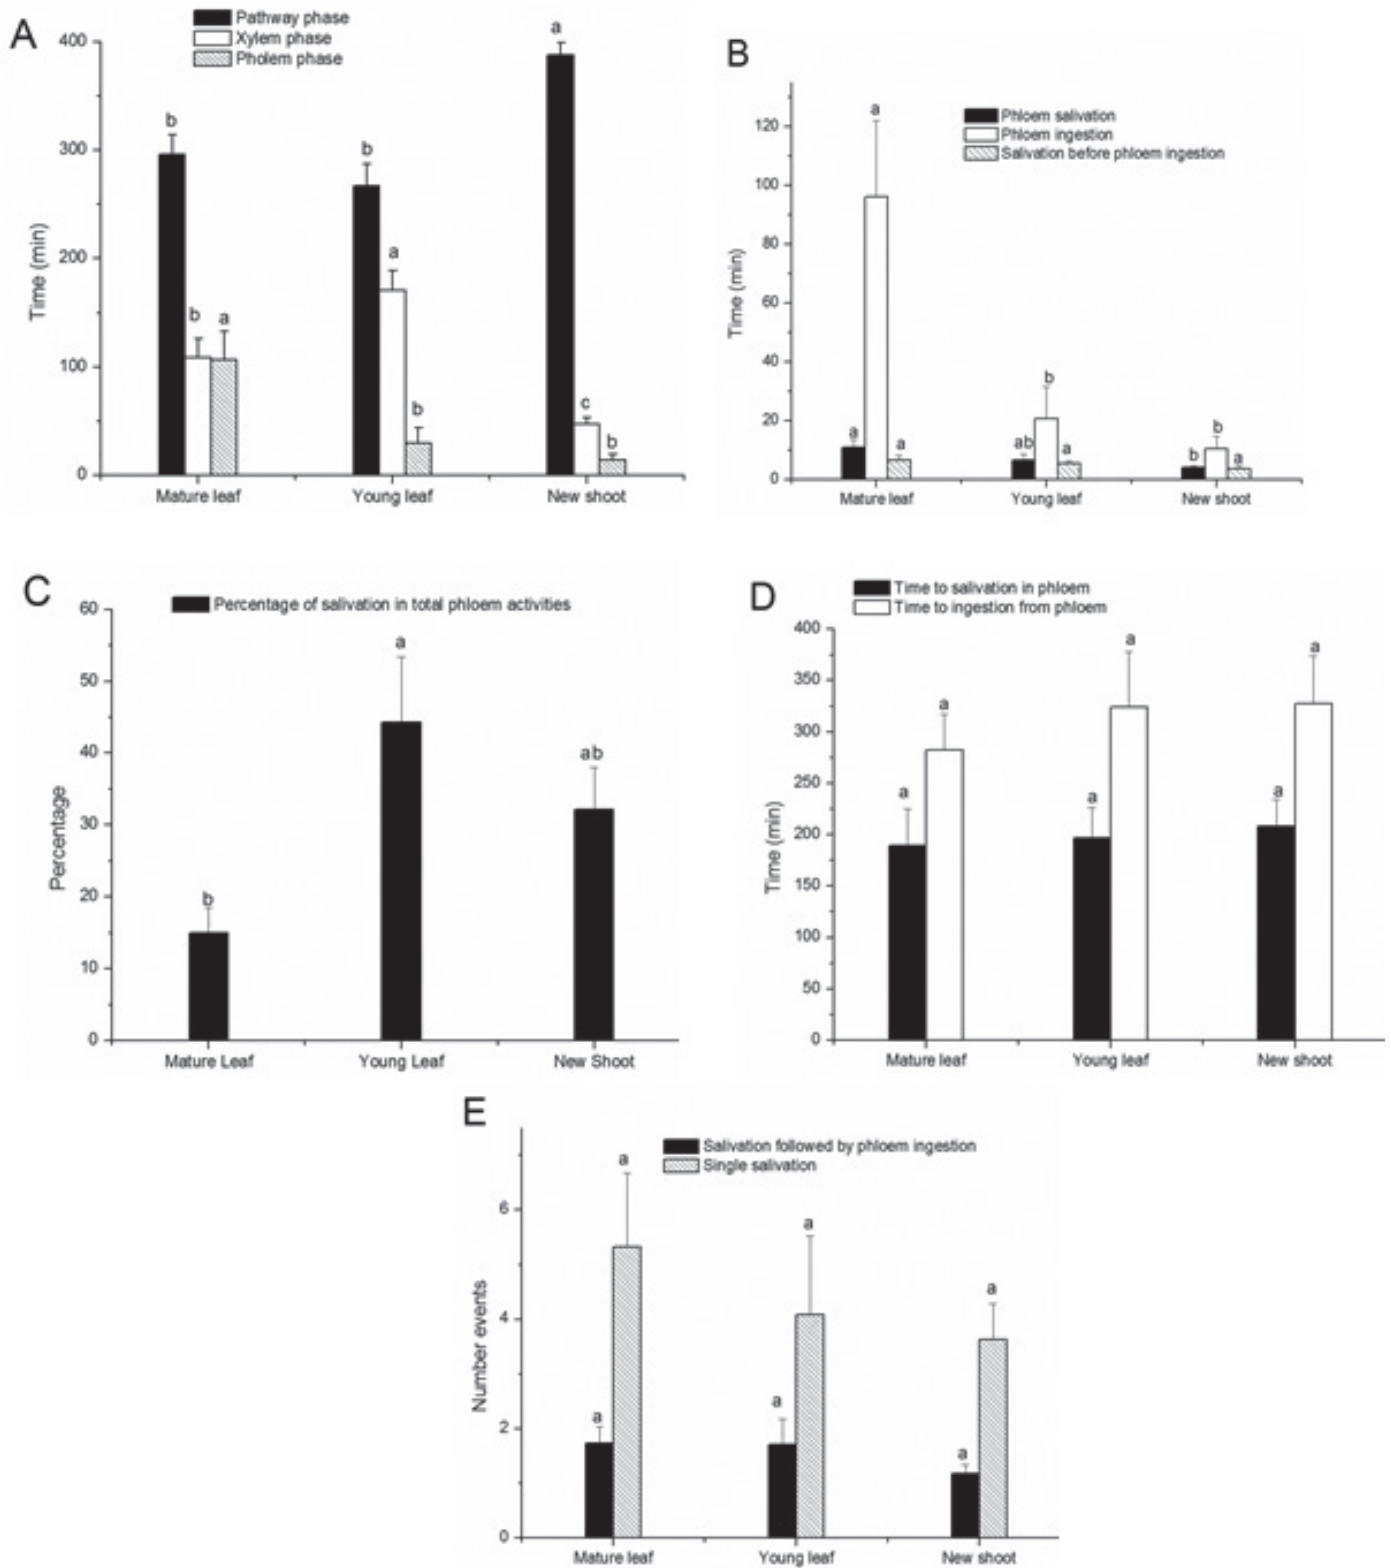 A
Pathway phase
Xylem phase
Pholem phase
400
300
200
100
0
Time (min)
b
b
a
b
a
b
a
c
b
Mature leaf
Young leaf
New shoot
B
Phloem salivation
Phloem ingestion
Salivation before phloem ingestion
120
100
80
60
40
20
0
Time (min)
a
a
a
ab
b
a
b
b
a
Mature leaf
Young leaf
New shoot
C
Percentage of salivation in total phloem activities
60
50
40
30
20
10
0
Percentage
b
a
ab
Mature Leaf
Young Leaf
New Shoot
D
Time to salivation in phloem
Time to ingestion from phloem
400
350
300
250
200
150
100
50
0
Time (min)
a
a
a
a
a
a
Mature leaf
Young leaf
New shoot
E
Salivation followed by phloem ingestion
Single salivation
6
4
2
0
Number events
a
a
a
a
a
a
Mature leaf
Young leaf
New shoot